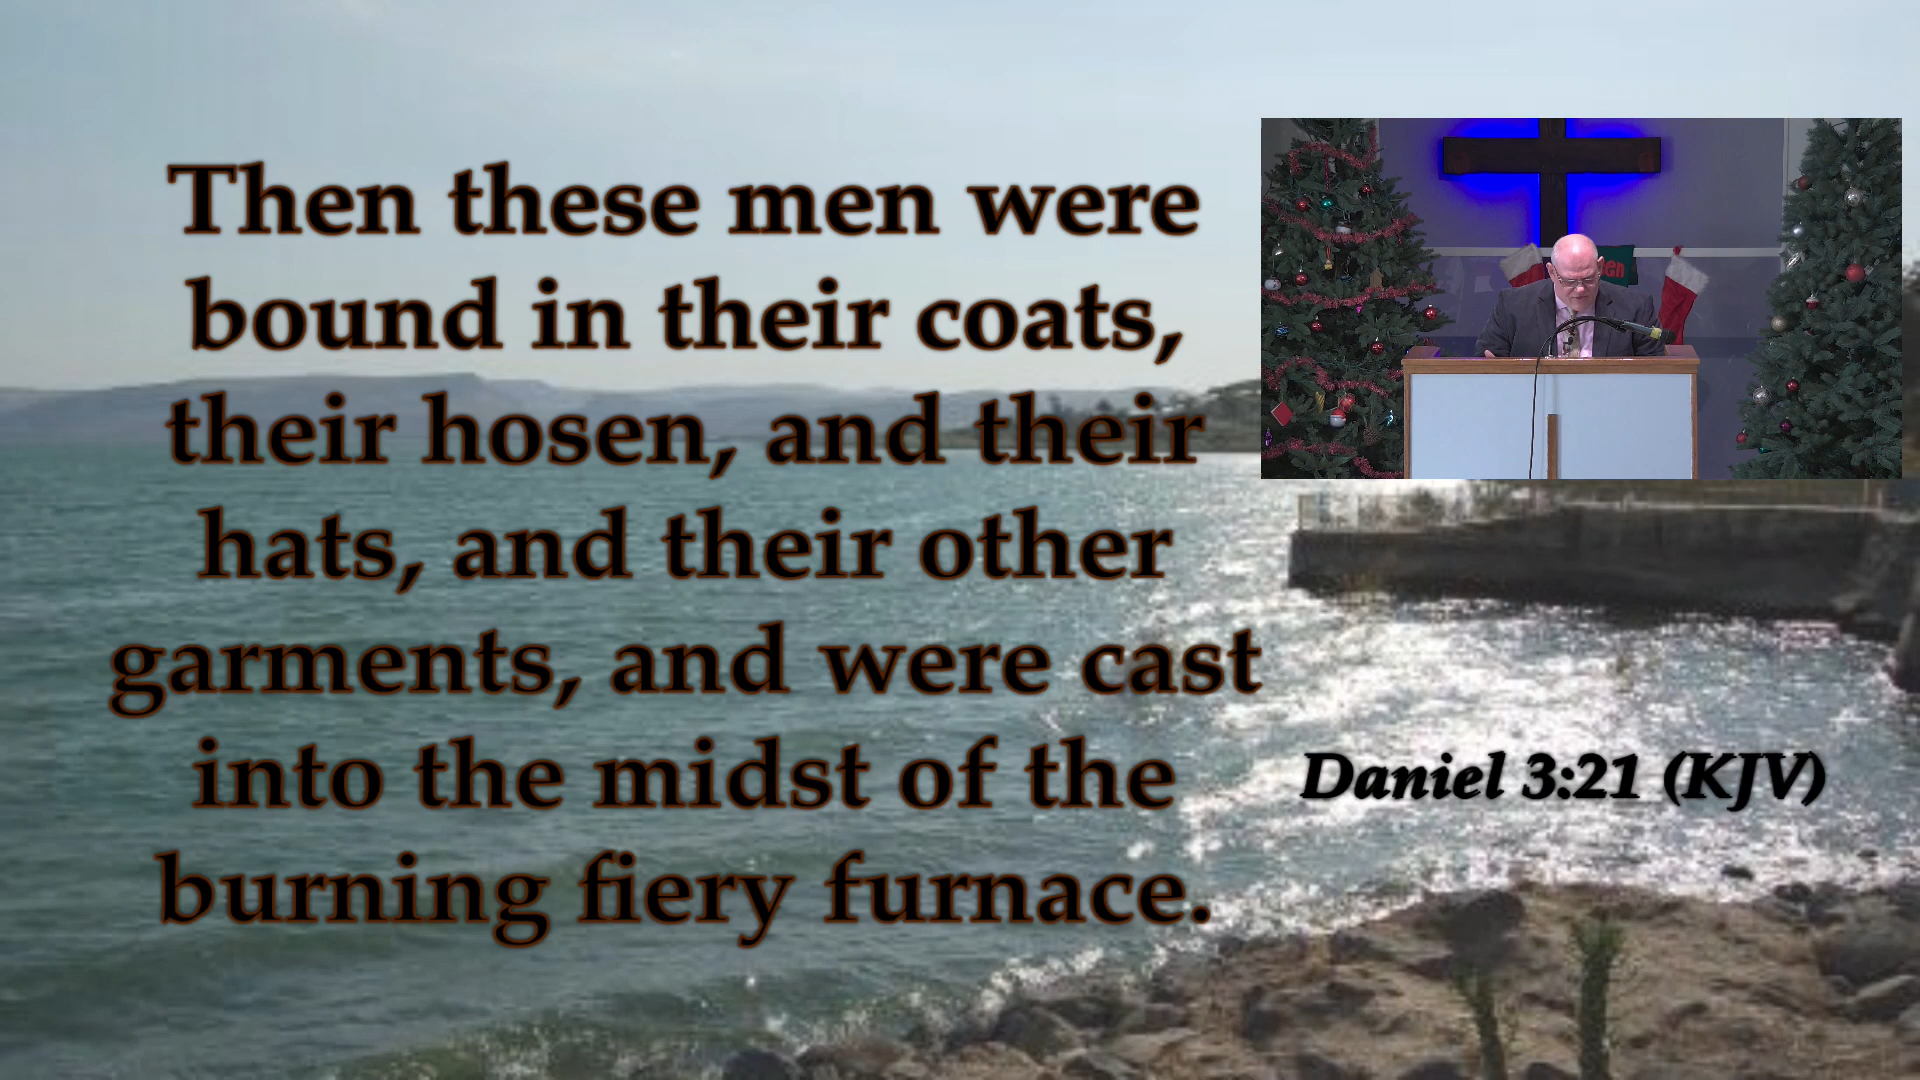 Then these men were
bound in their coats,
their hosen, and their
hats, and their other
garments, and were cast
into the midst of the
burning fiery furnace.
Daniel 3:21 (KJV)